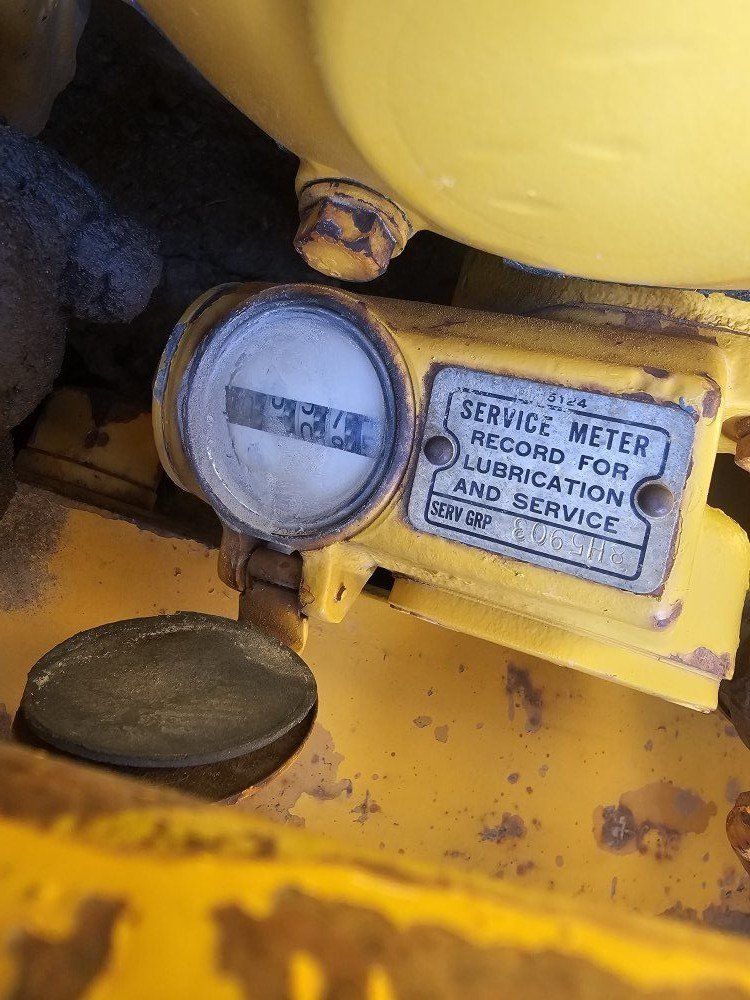 5124
SERVICE METER
RECORD FOR
LUBRICATION
AND SERVICE
SERV GRP 8H5903